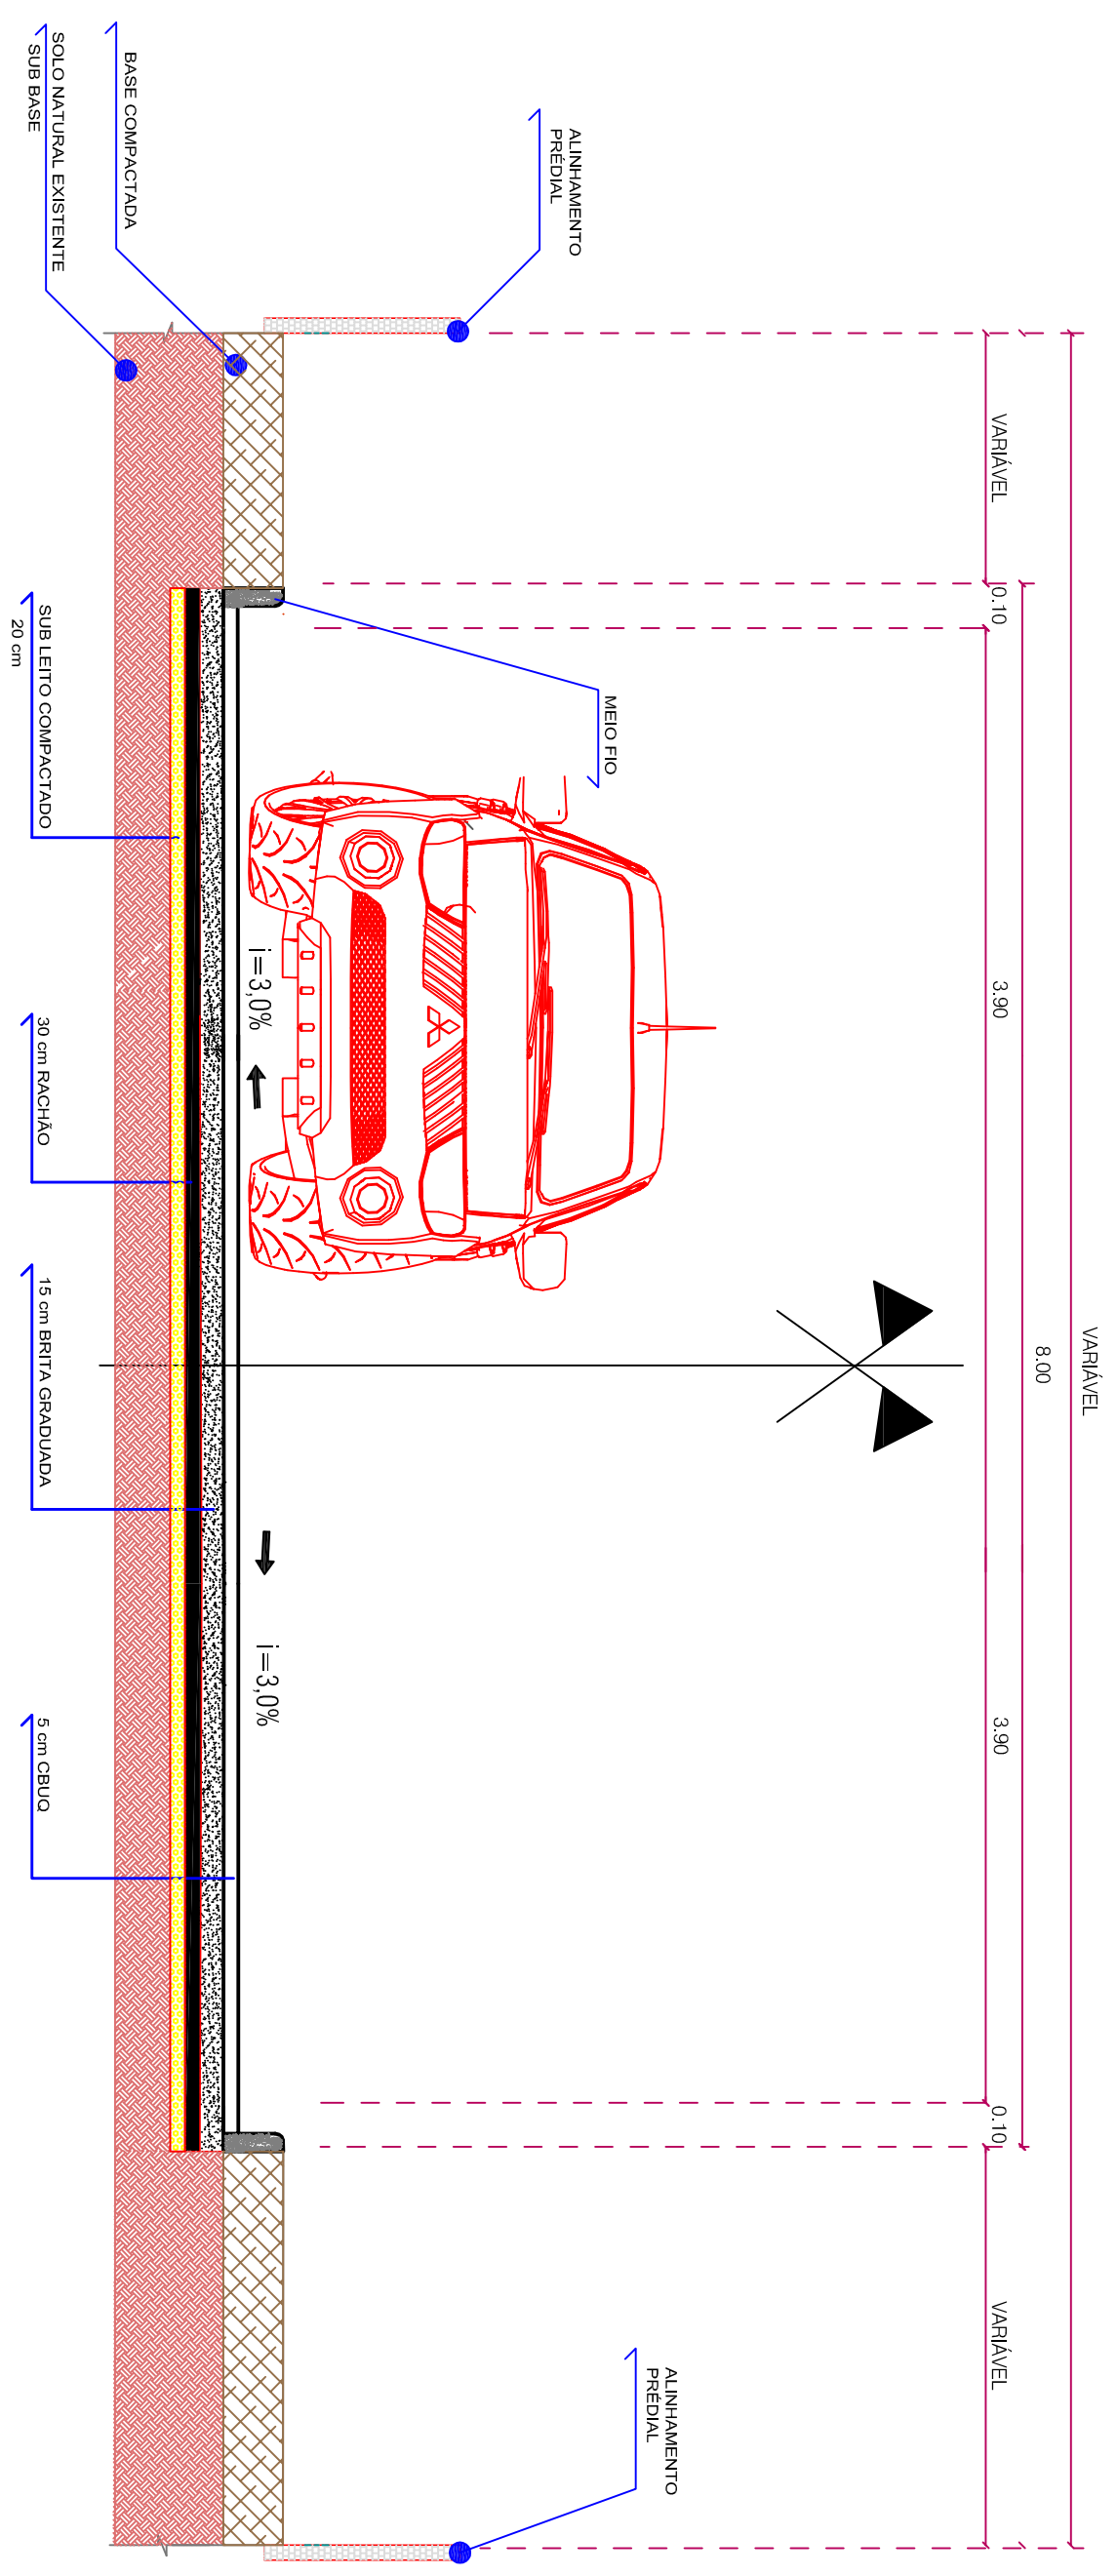 VARIÁVEL
8.00
VARIÁVEL
0.10
3.90
3.90
0.10
VARIÁVEL
ALINHAMENTO
PRÉDIAL
ALINHAMENTO
PRÉDIAL
MEIO FIO
i=3,0%
i=3,0%
BASE COMPACTADA
SOLO NATURAL EXISTENTE
SUB BASE
SUB LEITO COMPACTADO
20 cm
30 cm RACHÃO
15 cm BRITA GRADUADA
5 cm CBUQ